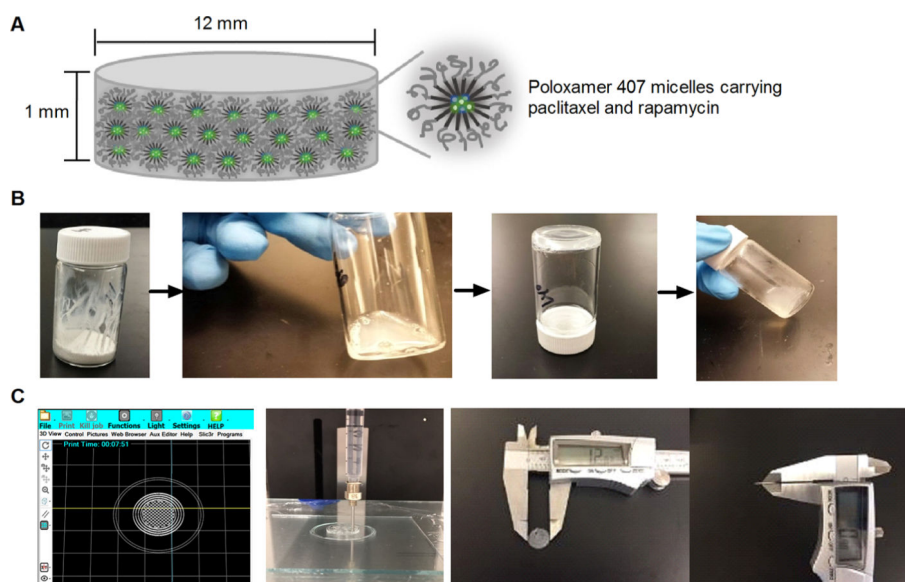 A
12 mm
1 mm
Poloxamer 407 micelles carrying
paclitaxel and rapamycin
B
C
File Print Kill job Functions Light Settings HELP
3D View Control Pictures Web Browser Aux Editor Help Slic3r Programs
Print Time: 00:07:51